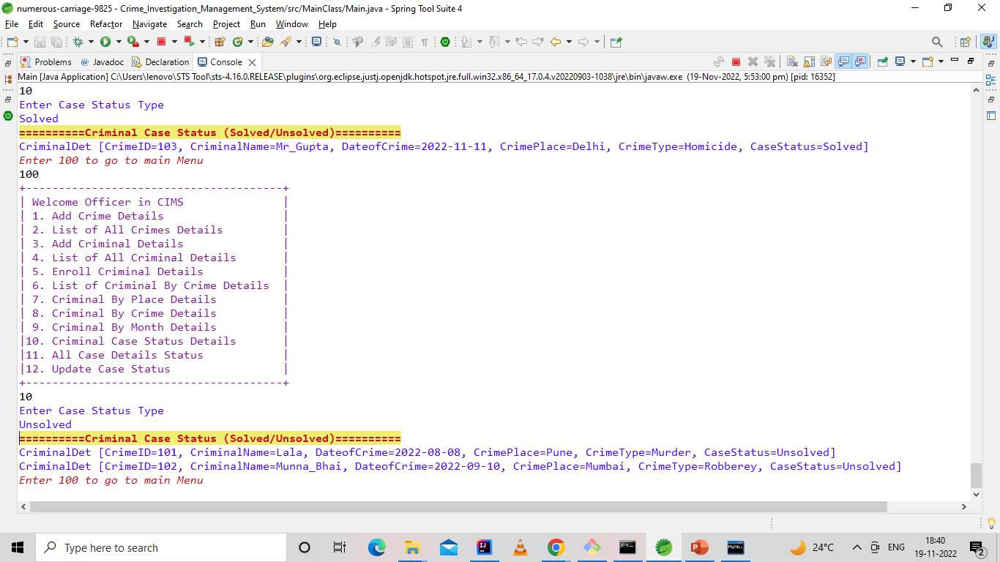 numerous-carriage-9825 - Crime_Investigation_Management_System/src/MainClass/Main.java - Spring Tool Suite 4
File Edit Source Refactor Navigate Search Project Run Window Help
Problems @ Javadoc Declaration Console
Main [Java Application] C:\Users\lenovo\STS Tool\sts-4.16.0.RELEASE\plugins\org.eclipse.justj.openjdk.hotspot.jre.full.win32.x86_64_17.0.4.v20220903-1038\jre\bin\javaw.exe (19-Nov-2022, 5:53:00 pm) [pid: 16352]
10
Enter Case Status Type
Solved
==========Criminal Case Status (Solved/Unsolved)==========
CriminalDet [CrimeID=103, CriminalName=Mr_Gupta, DateofCrime=2022-11-11, CrimePlace=Delhi, CrimeType=Homicide, CaseStatus=Solved]
Enter 100 to go to main Menu
100
+---------------------------------------+
| Welcome Officer in CIMS |
| 1. Add Crime Details |
| 2. List of All Crimes Details |
| 3. Add Criminal Details |
| 4. List of All Criminal Details |
| 5. Enroll Criminal Details |
| 6. List of Criminal By Crime Details |
| 7. Criminal By Place Details |
| 8. Criminal By Crime Details |
| 9. Criminal By Month Details |
|10. Criminal Case Status Details |
|11. All Case Details Status |
|12. Update Case Status |
+---------------------------------------+
10
Enter Case Status Type
Unsolved
==========Criminal Case Status (Solved/Unsolved)==========
CriminalDet [CrimeID=101, CriminalName=Lala, DateofCrime=2022-08-08, CrimePlace=Pune, CrimeType=Murder, CaseStatus=Unsolved]
CriminalDet [CrimeID=102, CriminalName=Munna_Bhai, DateofCrime=2022-09-10, CrimePlace=Mumbai, CrimeType=Robberey, CaseStatus=Unsolved]
Enter 100 to go to main Menu
Type here to search
24°C
ENG
18:40
19-11-2022
2